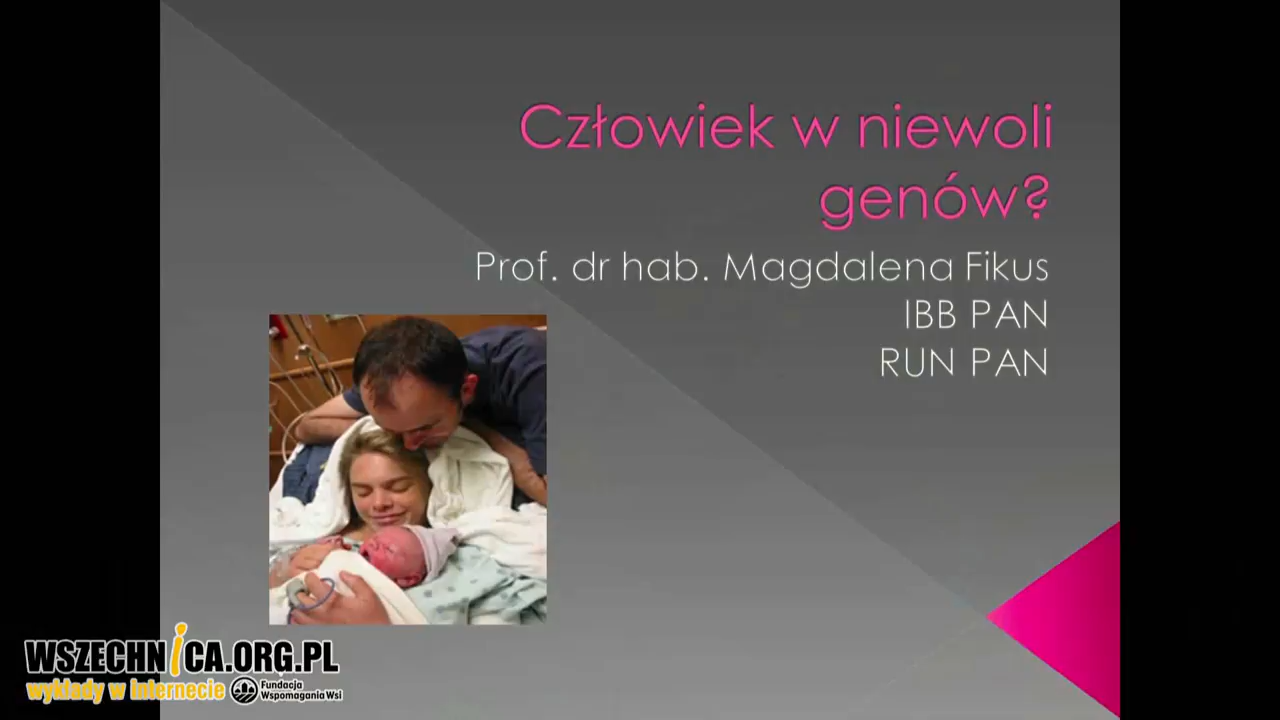 Człowiek w niewoli
genów?
Prof. dr hab. Magdalena Fikus
IBB PAN
RUN PAN
WSZECHNICA.ORG.PL
wykłady w internecie
Fundacja
Wspomagania Wsi